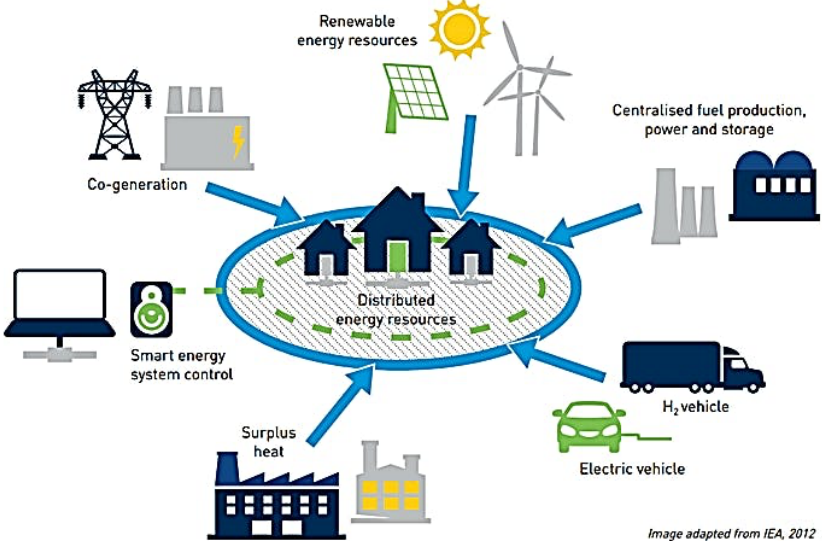 Renewable
energy resources
Centralised fuel production,
power and storage
Co-generation
Distributed
energy resources
Smart energy
system control
H₂ vehicle
Surplus
heat
Electric vehicle
Image adapted from IEA, 2012